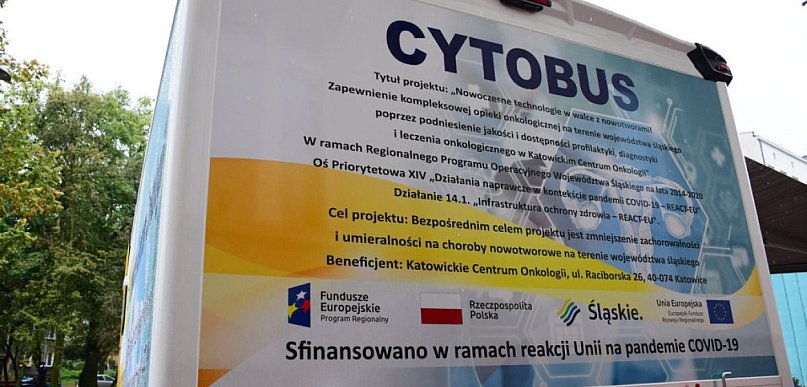 CYTOBUS
Tytuł projektu: „Nowoczesne technologie w walce z nowotworami!
Zapewnienie kompleksowej opieki onkologicznej na terenie województwa śląskiego
poprzez podniesienie jakości i dostępności profilaktyki, diagnostyki
i leczenia onkologicznego w Katowickim Centrum Onkologii"
W ramach Regionalnego Programu Operacyjnego Województwa Śląskiego na lata 2014-2020
Oś Priorytetowa XIV „Działania naprawcze w kontekście pandemii COVID-19 – REACT-EU"
Działanie 14.1. „Infrastruktura ochrony zdrowia – REACT-EU".
Cel projektu: Bezpośrednim celem projektu jest zmniejszenie zachorowalności
i umieralności na choroby nowotworowe na terenie województwa śląskiego
Beneficjent: Katowickie Centrum Onkologii, ul. Raciborska 26, 40-074 Katowice
Fundusze
Europejskie
Program Regionalny
Rzeczpospolita
Polska
Śląskie.
Unia Europejska
Europejski Fundusz
Rozwoju Regionalnego
Sfinansowano w ramach reakcji Unii na pandemie COVID-19